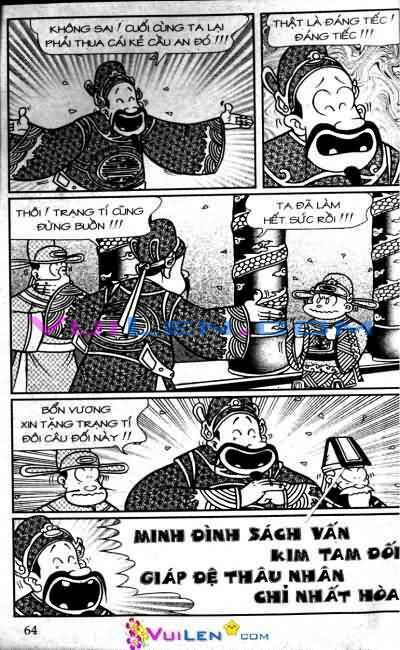 KHÔNG SAI! CUỐI CÙNG TA LẠI
PHẢI THUA CÁI KẺ CẦU AN ĐÓ!!!
THẬT LÀ ĐÁNG TIẾC!
ĐÁNG TIẾC!!!
THÔI! TRẠNG TÍ CŨNG
ĐỪNG BUỒN!!!
TA ĐÃ LÀM
HẾT SỨC RỒI!!!
VUILEN.COM
BỔN VƯƠNG
XIN TẶNG TRẠNG TÍ
ĐÔI CÂU ĐỐI NÀY!!
MINH ĐÌNH SÁCH VẤN
KIM TAM ĐỐI
GIÁP ĐỆ THÂU NHÂN
CHỈ NHẤT HÒA
64
VUILEN.COM